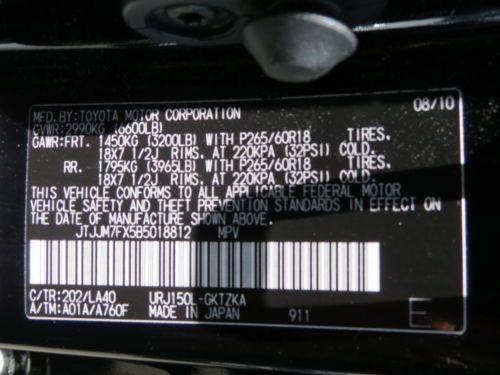 MFD.BY:TOYOTA MOTOR CORPORATION 08/10
GVWR:2990KG (6600LB)
GAWR:FRT. 1450KG (3200LB) WITH P265/60R18 TIRES.
18X7 1/2J RIMS. AT 220KPA (32PSI) COLD.
RR. 1795KG (3965LB) WITH P265/60R18 TIRES.
18X7 1/2J RIMS. AT 220KPA (32PSI) COLD.
THIS VEHICLE CONFORMS TO ALL APPLICABLE FEDERAL MOTOR
VEHICLE SAFETY AND THEFT PREVENTION STANDARDS IN EFFECT ON
THE DATE OF MANUFACTURE SHOWN ABOVE.
JTJJM7FX5B5018812 MPV
C/TR:202/LA40 URJ150L-GKTZKA
A/TM:A01A/A760F MADE IN JAPAN 911 E